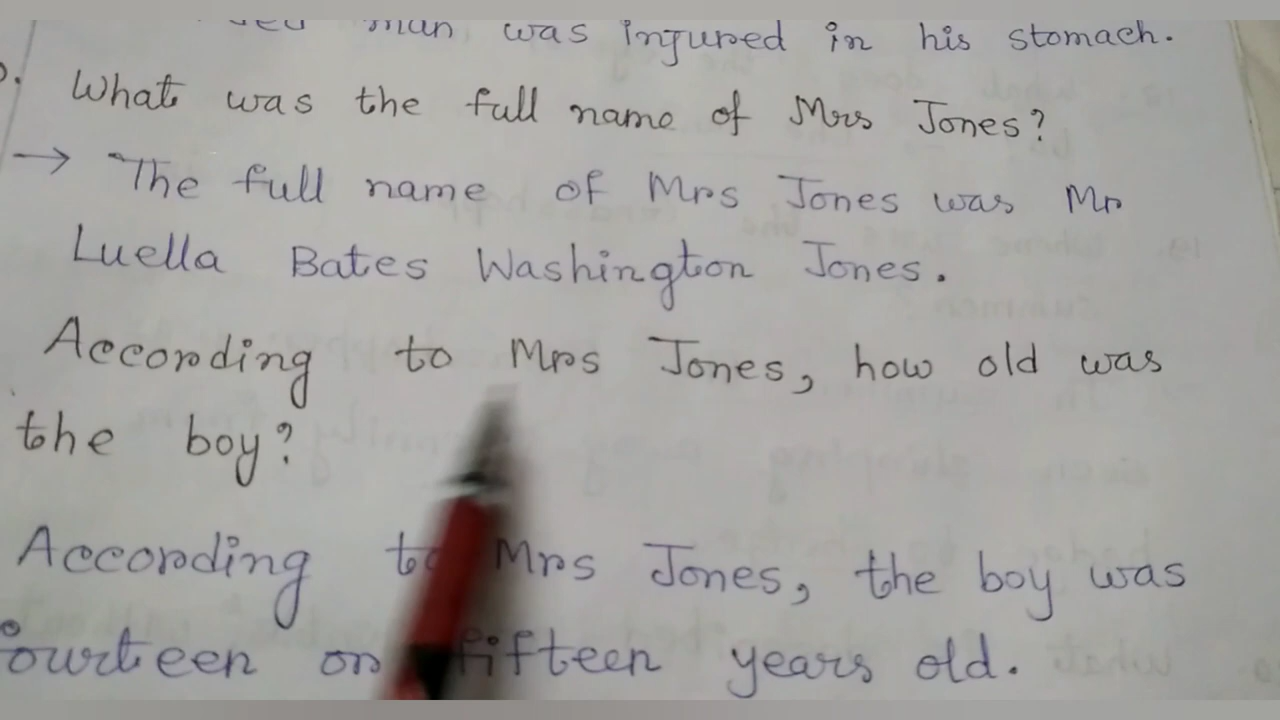 man was injured in his stomach.
What was the full name of Mrs Jones?
→ The full name of Mrs Jones was Mr
Luella Bates Washington Jones.
According to Mrs Jones, how old was
the boy?
According to Mrs Jones, the boy was
fourteen or fifteen years old.